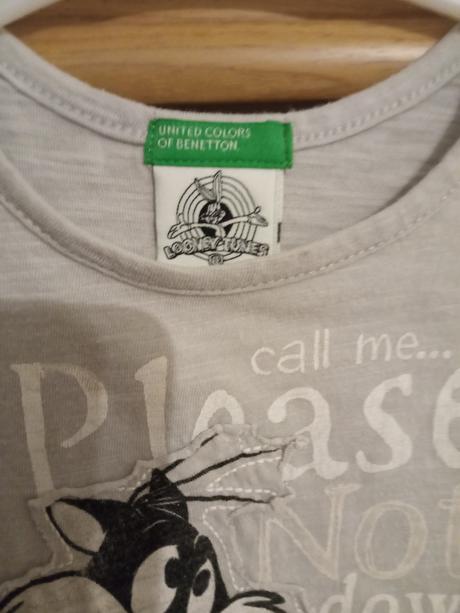 UNITED COLORS
OF BENETTON.
LOONEY TUNES
call me...
Please
Not